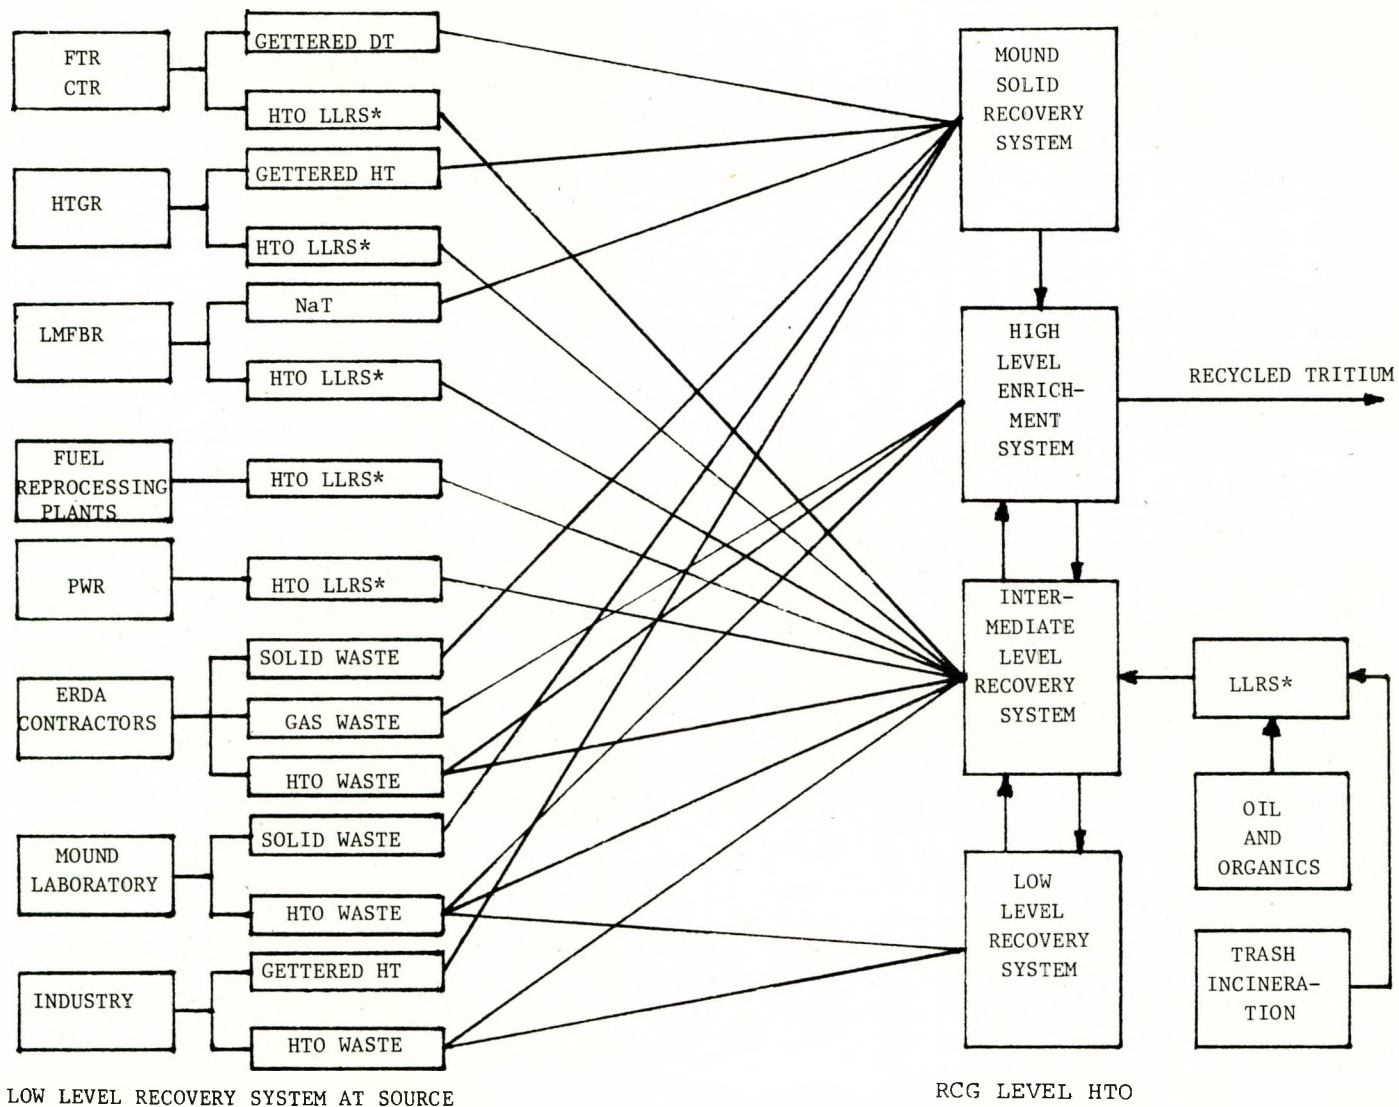 FTR
CTR
GETTERED DT
HTO LLRS*
HTGR
GETTERED HT
HTO LLRS*
LMFBR
NaT
HTO LLRS*
FUEL
REPROCESSING
PLANTS
HTO LLRS*
PWR
HTO LLRS*
ERDA
CONTRACTORS
SOLID WASTE
GAS WASTE
HTO WASTE
MOUND
LABORATORY
SOLID WASTE
HTO WASTE
INDUSTRY
GETTERED HT
HTO WASTE
MOUND
SOLID
RECOVERY
SYSTEM
HIGH
LEVEL
ENRICH-
MENT
SYSTEM
RECYCLED TRITIUM
INTER-
MEDIATE
LEVEL
RECOVERY
SYSTEM
LLRS*
OIL
AND
ORGANICS
LOW
LEVEL
RECOVERY
SYSTEM
TRASH
INCINERA-
TION
LOW LEVEL RECOVERY SYSTEM AT SOURCE
RCG LEVEL HTO